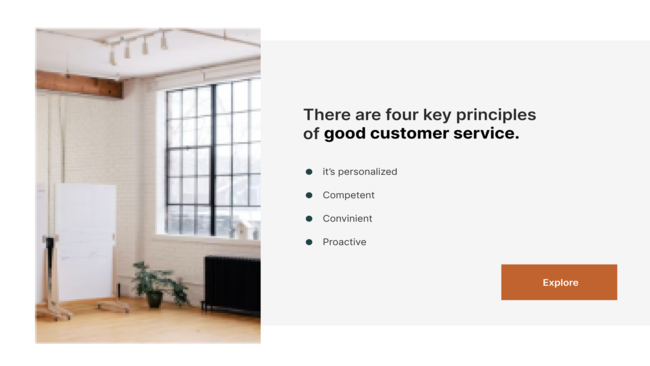 There are four key principles
of good customer service.
it's personalized
Competent
Convinient
Proactive
Explore